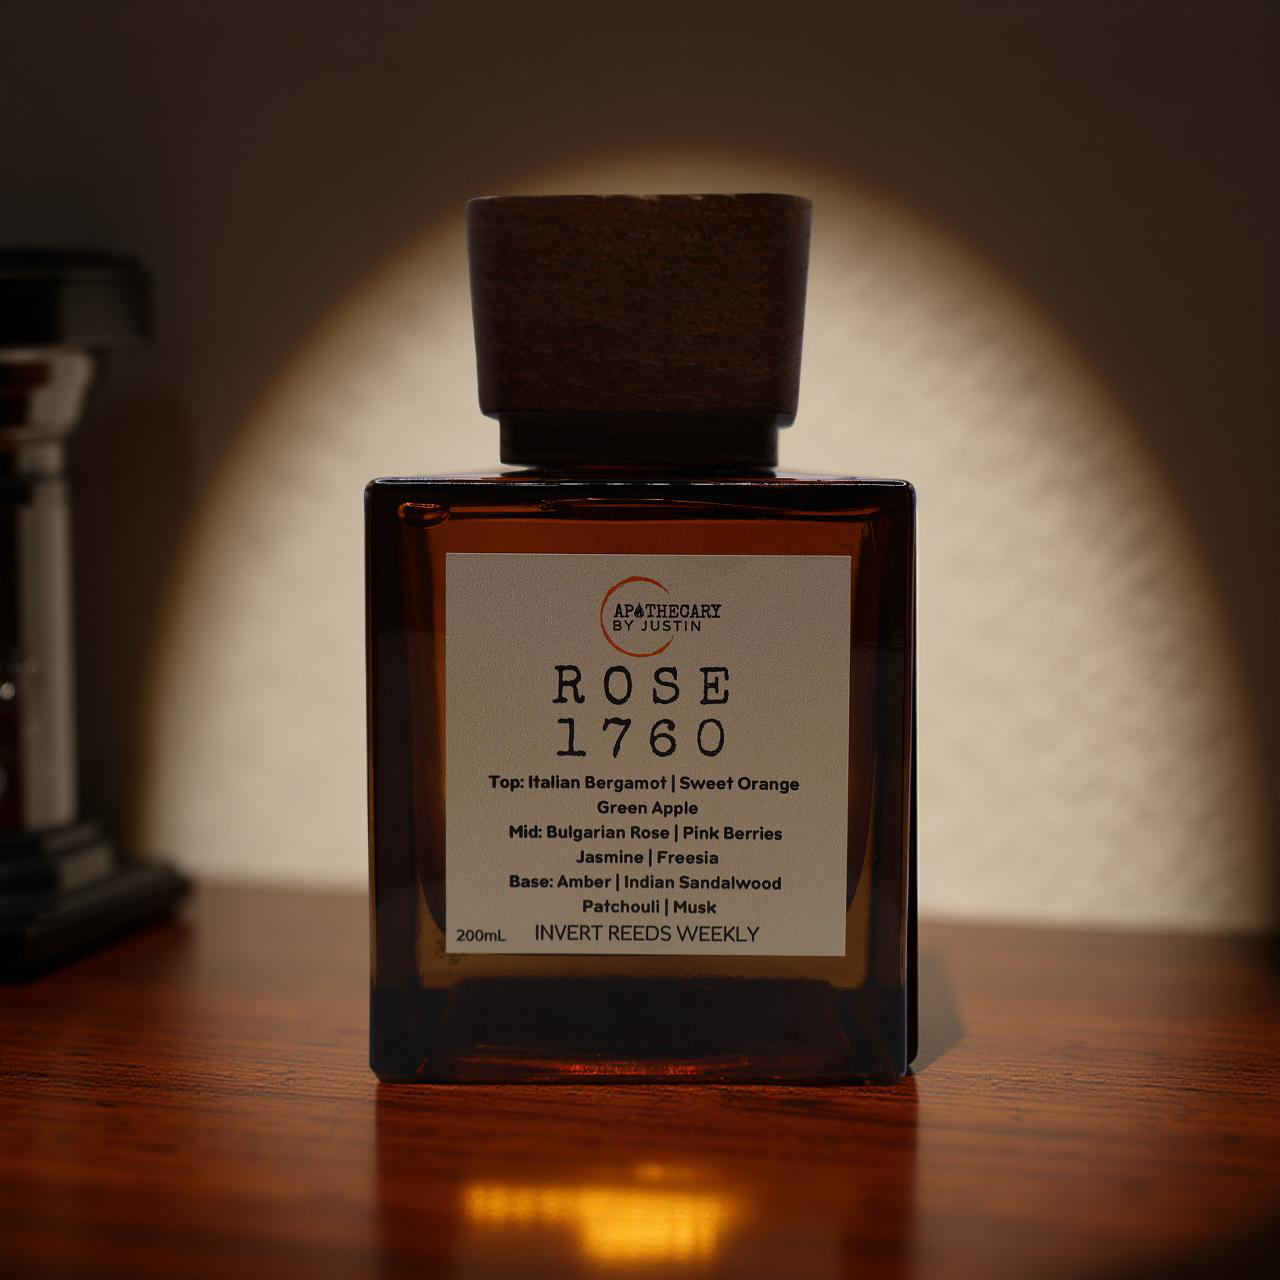 APOTHECARY
BY JUSTIN
ROSE
1760
Top: Italian Bergamot | Sweet Orange
Green Apple
Mid: Bulgarian Rose | Pink Berries
Jasmine | Freesia
Base: Amber | Indian Sandalwood
Patchouli | Musk
200mL INVERT REEDS WEEKLY